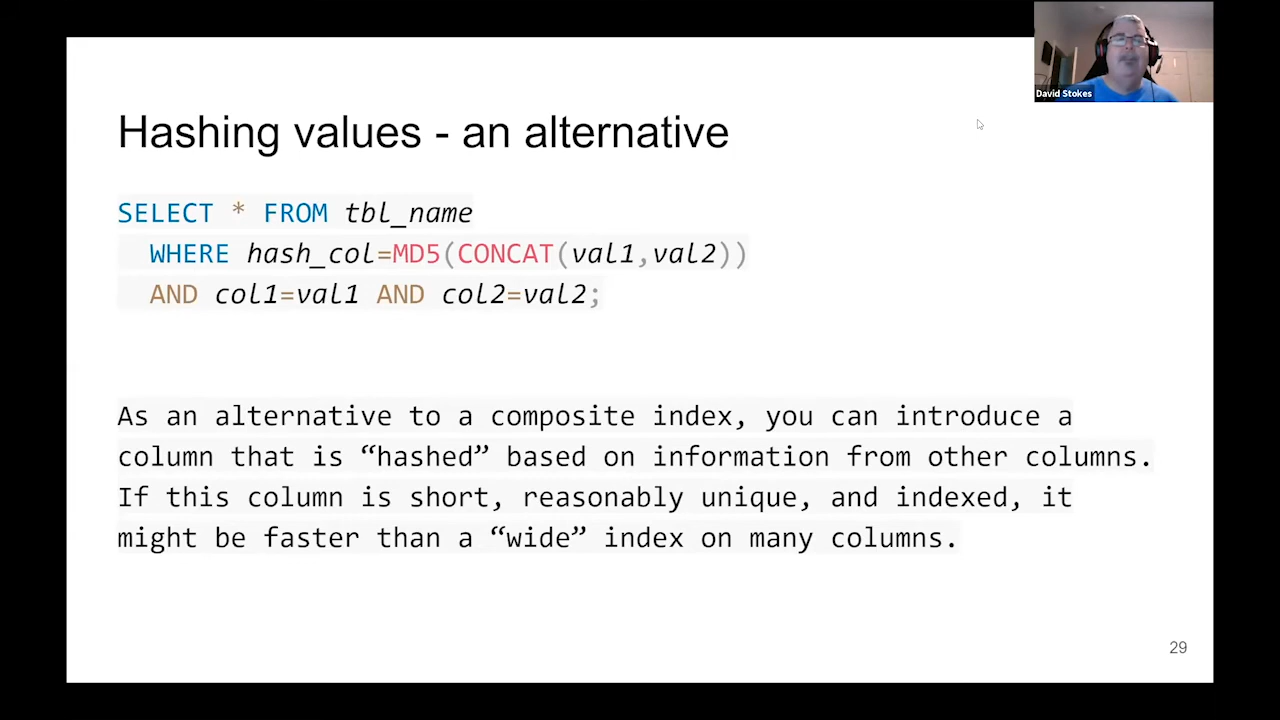 David Stokes
Hashing values - an alternative
SELECT * FROM tbl_name
WHERE hash_col=MD5(CONCAT(val1,val2))
AND col1=val1 AND col2=val2;
As an alternative to a composite index, you can introduce a
column that is “hashed” based on information from other columns.
If this column is short, reasonably unique, and indexed, it
might be faster than a “wide” index on many columns.
29